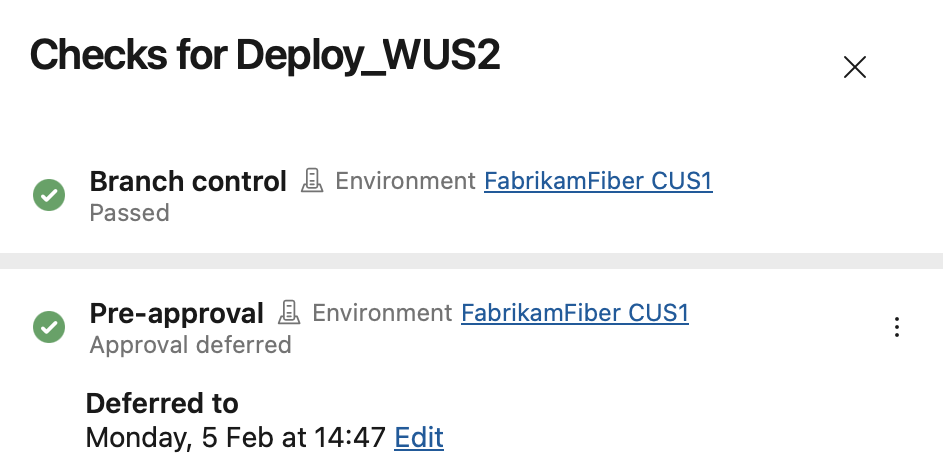 Checks for Deploy_WUS2
Branch control Environment FabrikamFiber CUS1
Passed
Pre-approval Environment FabrikamFiber CUS1
Approval deferred
Deferred to
Monday, 5 Feb at 14:47 Edit